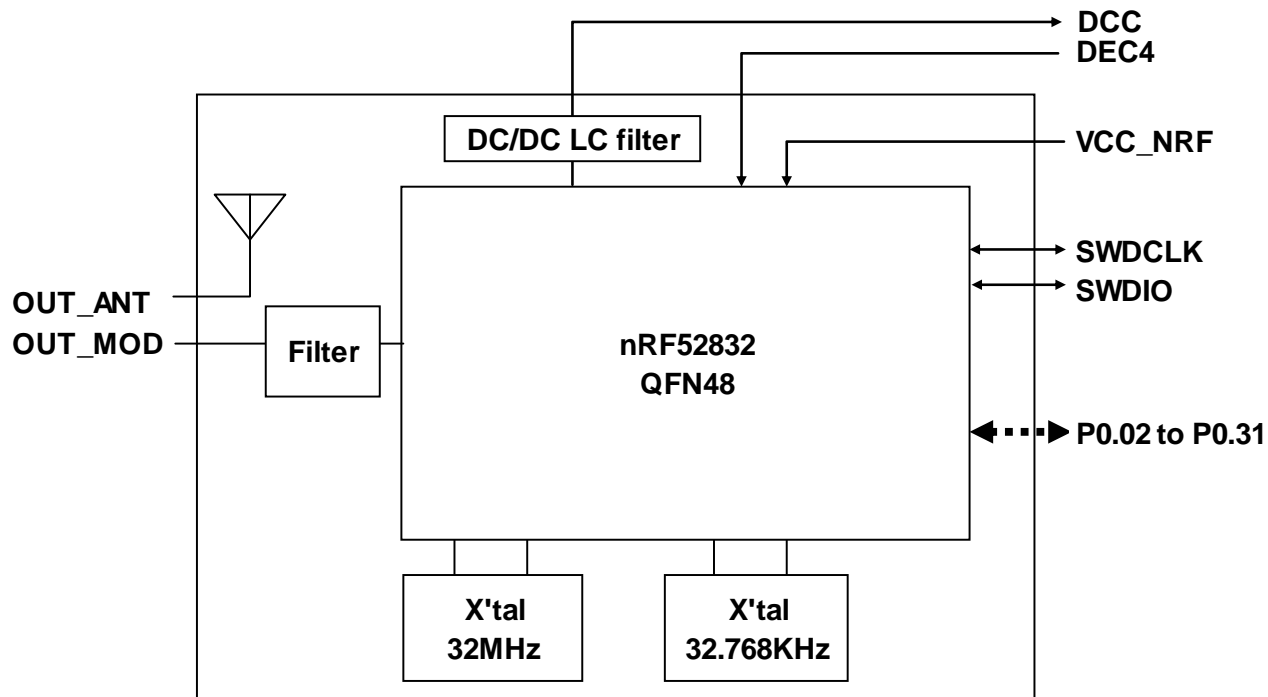 DCC
DEC4
DC/DC LC filter
VCC_NRF
SWDCLK
SWDIO
OUT_ANT
OUT_MOD
Filter
nRF52832
QFN48
P0.02 to P0.31
X'tal
32MHz
X'tal
32.768KHz